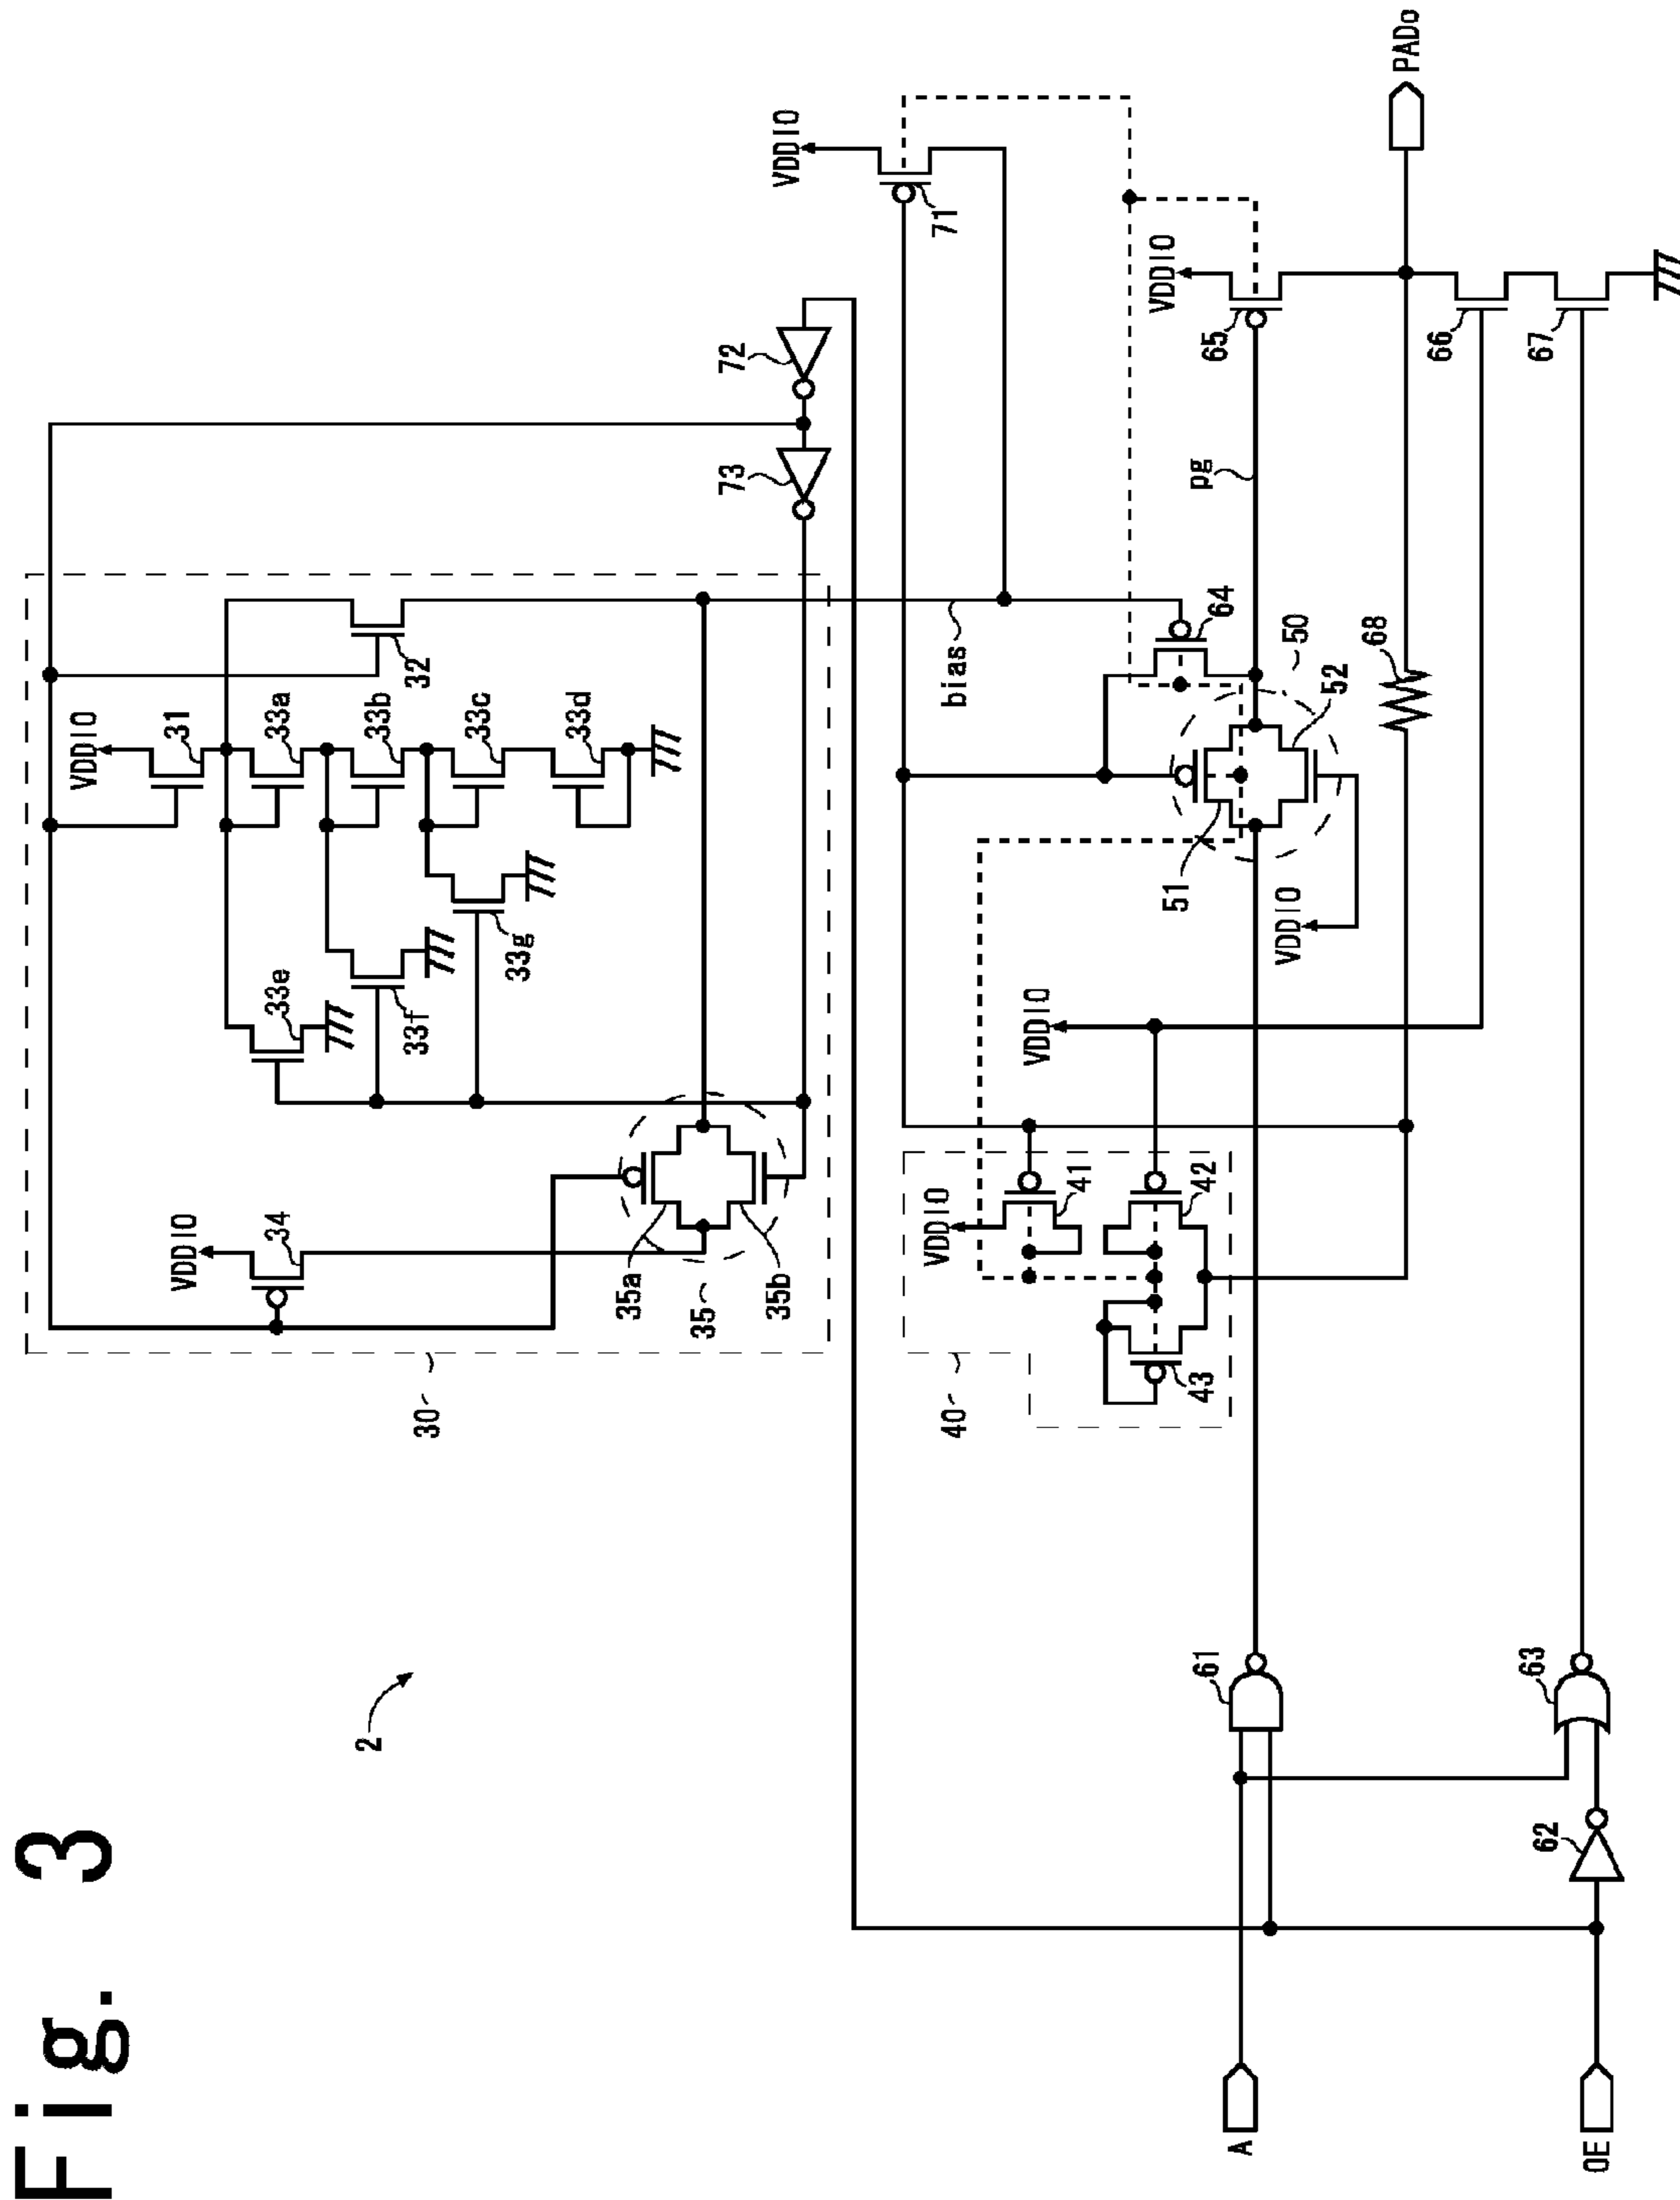 Fig. 3
2
30
VDDIO
34
35a
35
35b
33e
33f
33g
VDDIO
31
33a
33b
33c
33d
32
72
73
VDDIO
71
bias
40
VDDIO
41
42
43
VDDIO
VDDIO
51
50
52
64
pg
VDDIO
65
66
67
68
PADo
A
OE
61
62
63